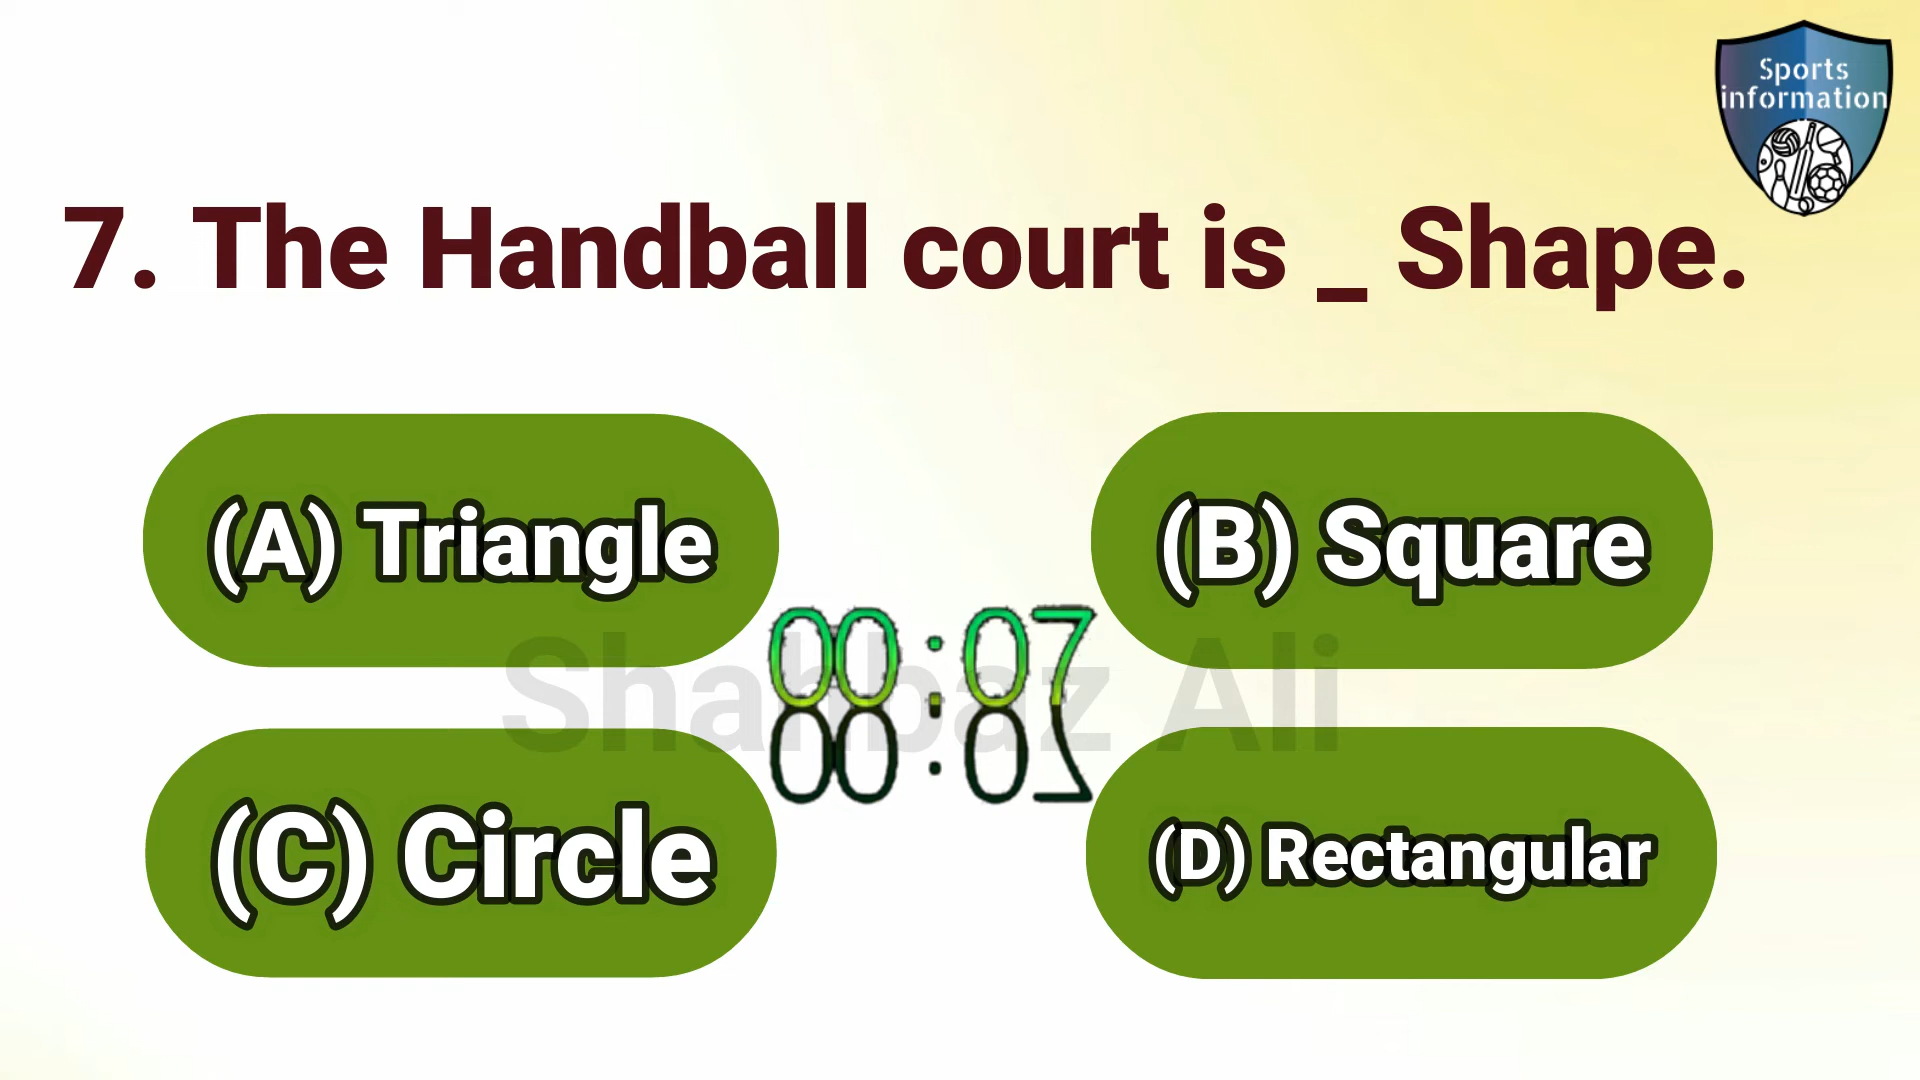 Sports
information
7. The Handball court is _ Shape.
(A) Triangle
(B) Square
00:07
Shahbaz Ali
(C) Circle
(D) Rectangular